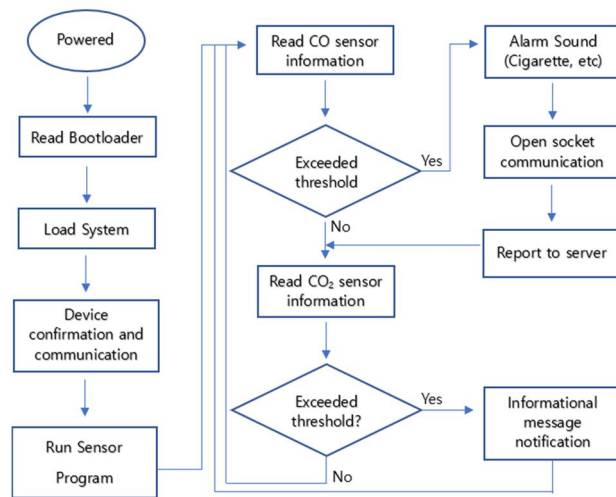 Powered
Read Bootloader
Load System
Device
confirmation and
communication
Run Sensor
Program
Read CO sensor
information
Exceeded
threshold
Yes
No
Alarm Sound
(Cigarette, etc)
Open socket
communication
Report to server
Read CO₂ sensor
information
Exceeded
threshold?
Yes
No
Informational
message
notification